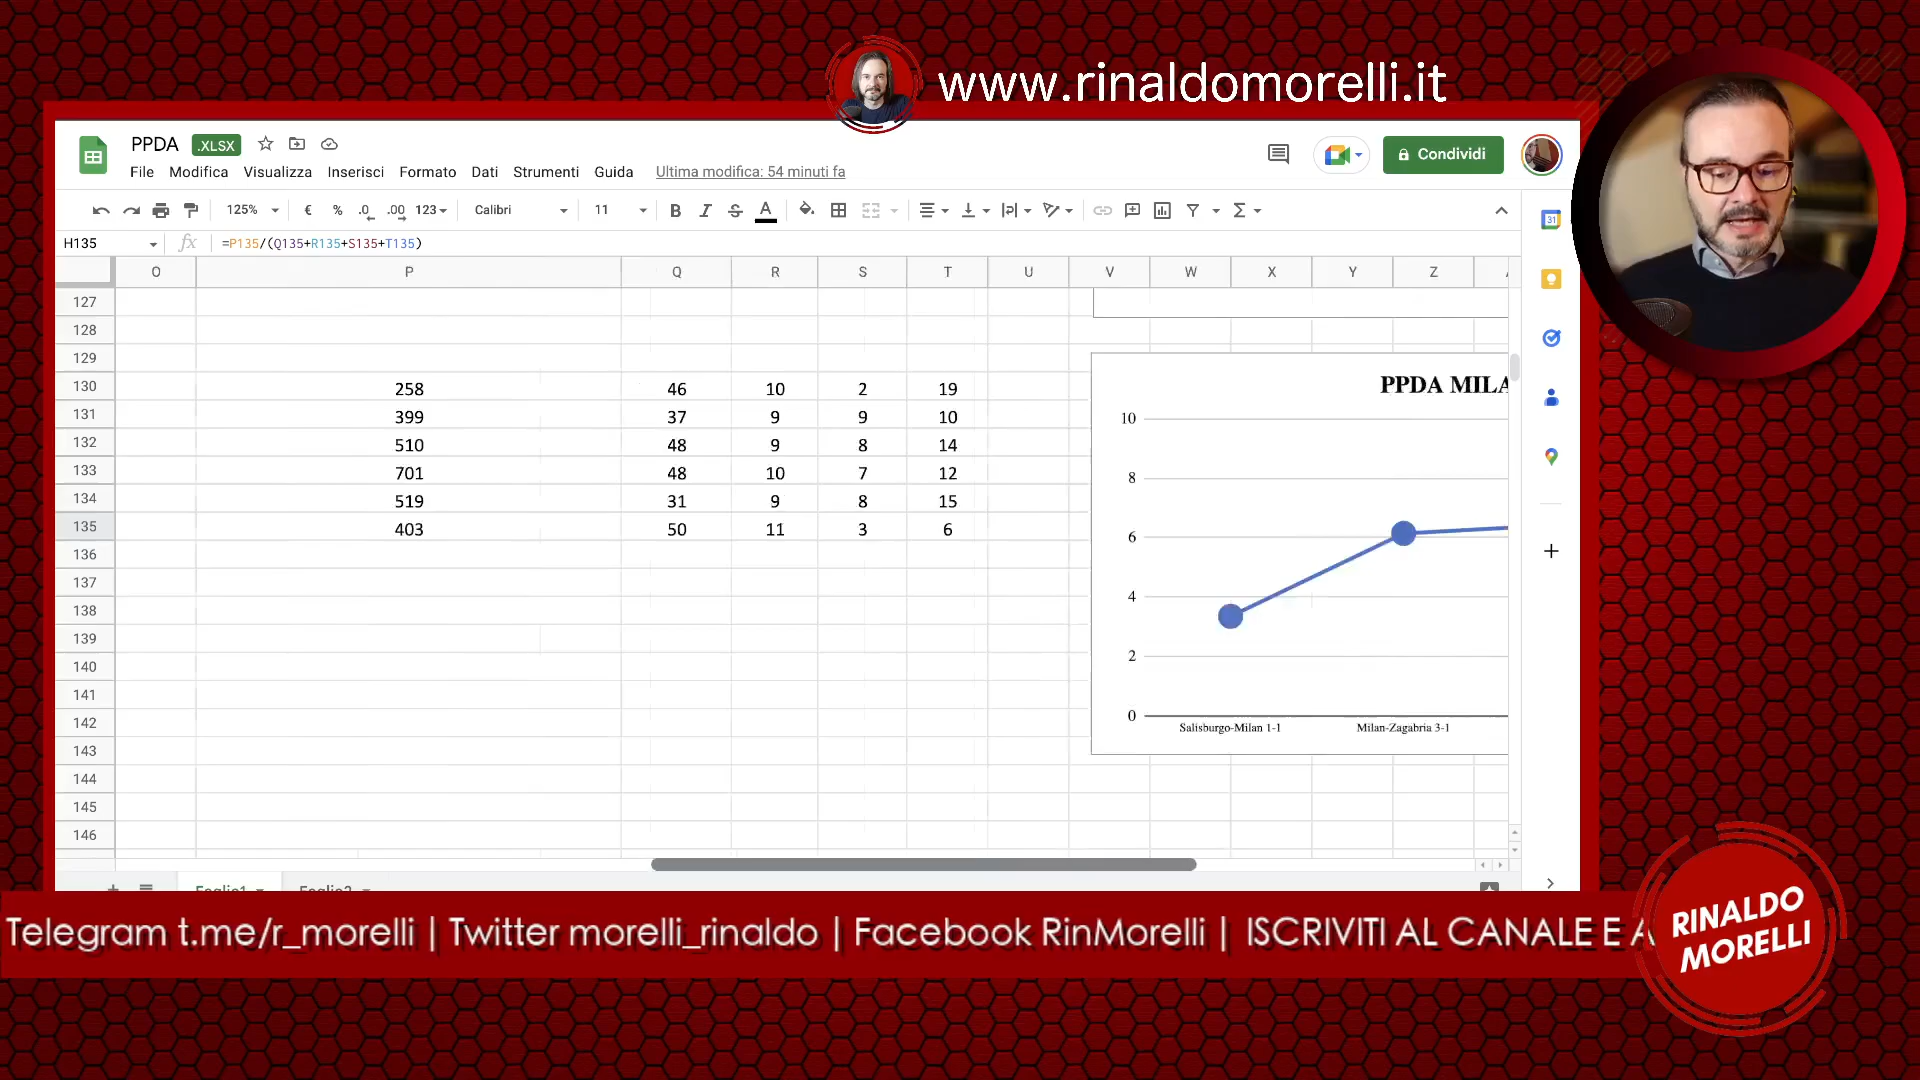 www.rinaldomorelli.it
PPDA .XLSX
File Modifica Visualizza Inserisci Formato Dati Strumenti Guida Ultima modifica: 54 minuti fa
Condividi
125% € % .0 .00 123 Calibri 11 B I S A Σ
31
H135 fx =P135/(Q135+R135+S135+T135)
O P Q R S T U V W X Y Z
127
128
129
130 258 46 10 2 19
131 399 37 9 9 10
132 510 48 9 8 14
133 701 48 10 7 12
134 519 31 9 8 15
135 403 50 11 3 6
136
137
138
139
140
141
142
143
144
145
146
PPDA MILA
10
8
6
4
2
0
Salisburgo-Milan 1-1 Milan-Zagabria 3-1
Foglio1 Foglio2
Telegram t.me/r_morelli | Twitter morelli_rinaldo | Facebook RinMorelli | ISCRIVITI AL CANALE E A
RINALDO
MORELLI